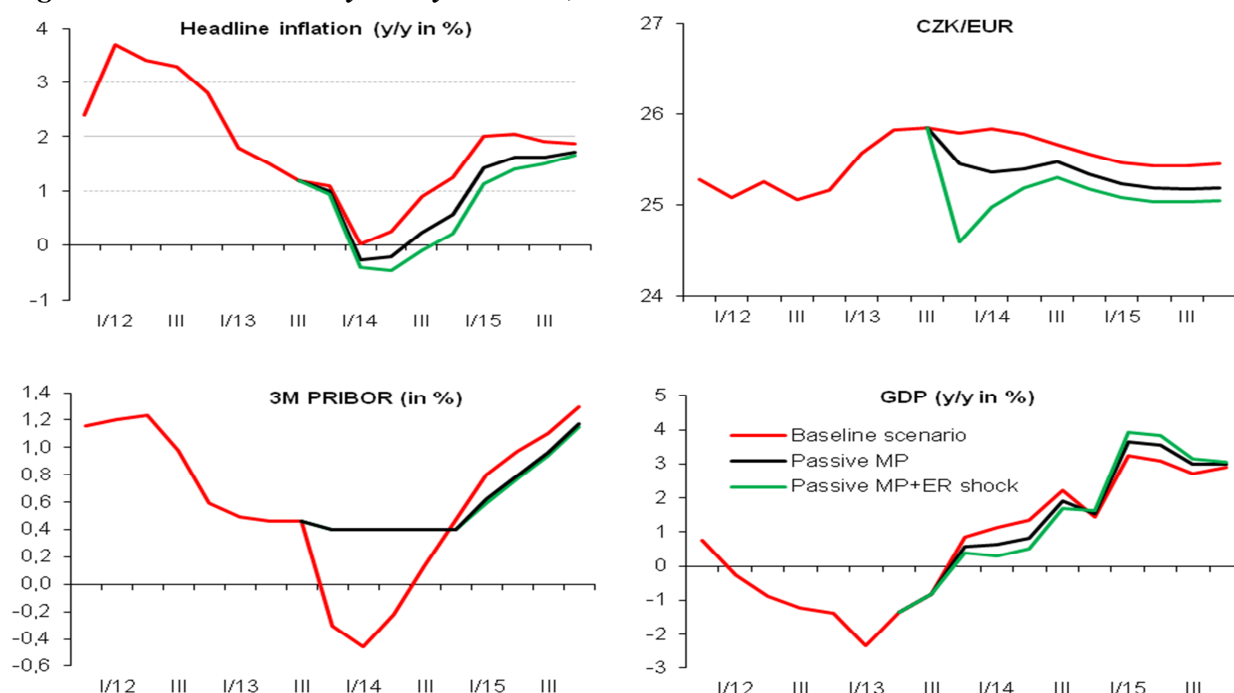 Headline inflation (y/y in %)
4
3
2
1
0
-1
I/12 III I/13 III I/14 III I/15 III
CZK/EUR
27
26
25
24
I/12 III I/13 III I/14 III I/15 III
3M PRIBOR (in %)
1,4
1,2
1,0
0,8
0,6
0,4
0,2
0,0
-0,2
-0,4
-0,6
I/12 III I/13 III I/14 III I/15 III
GDP (y/y in %)
5
4
3
2
1
0
-1
-2
-3
Baseline scenario
Passive MP
Passive MP+ER shock
I/12 III I/13 III I/14 III I/15 III